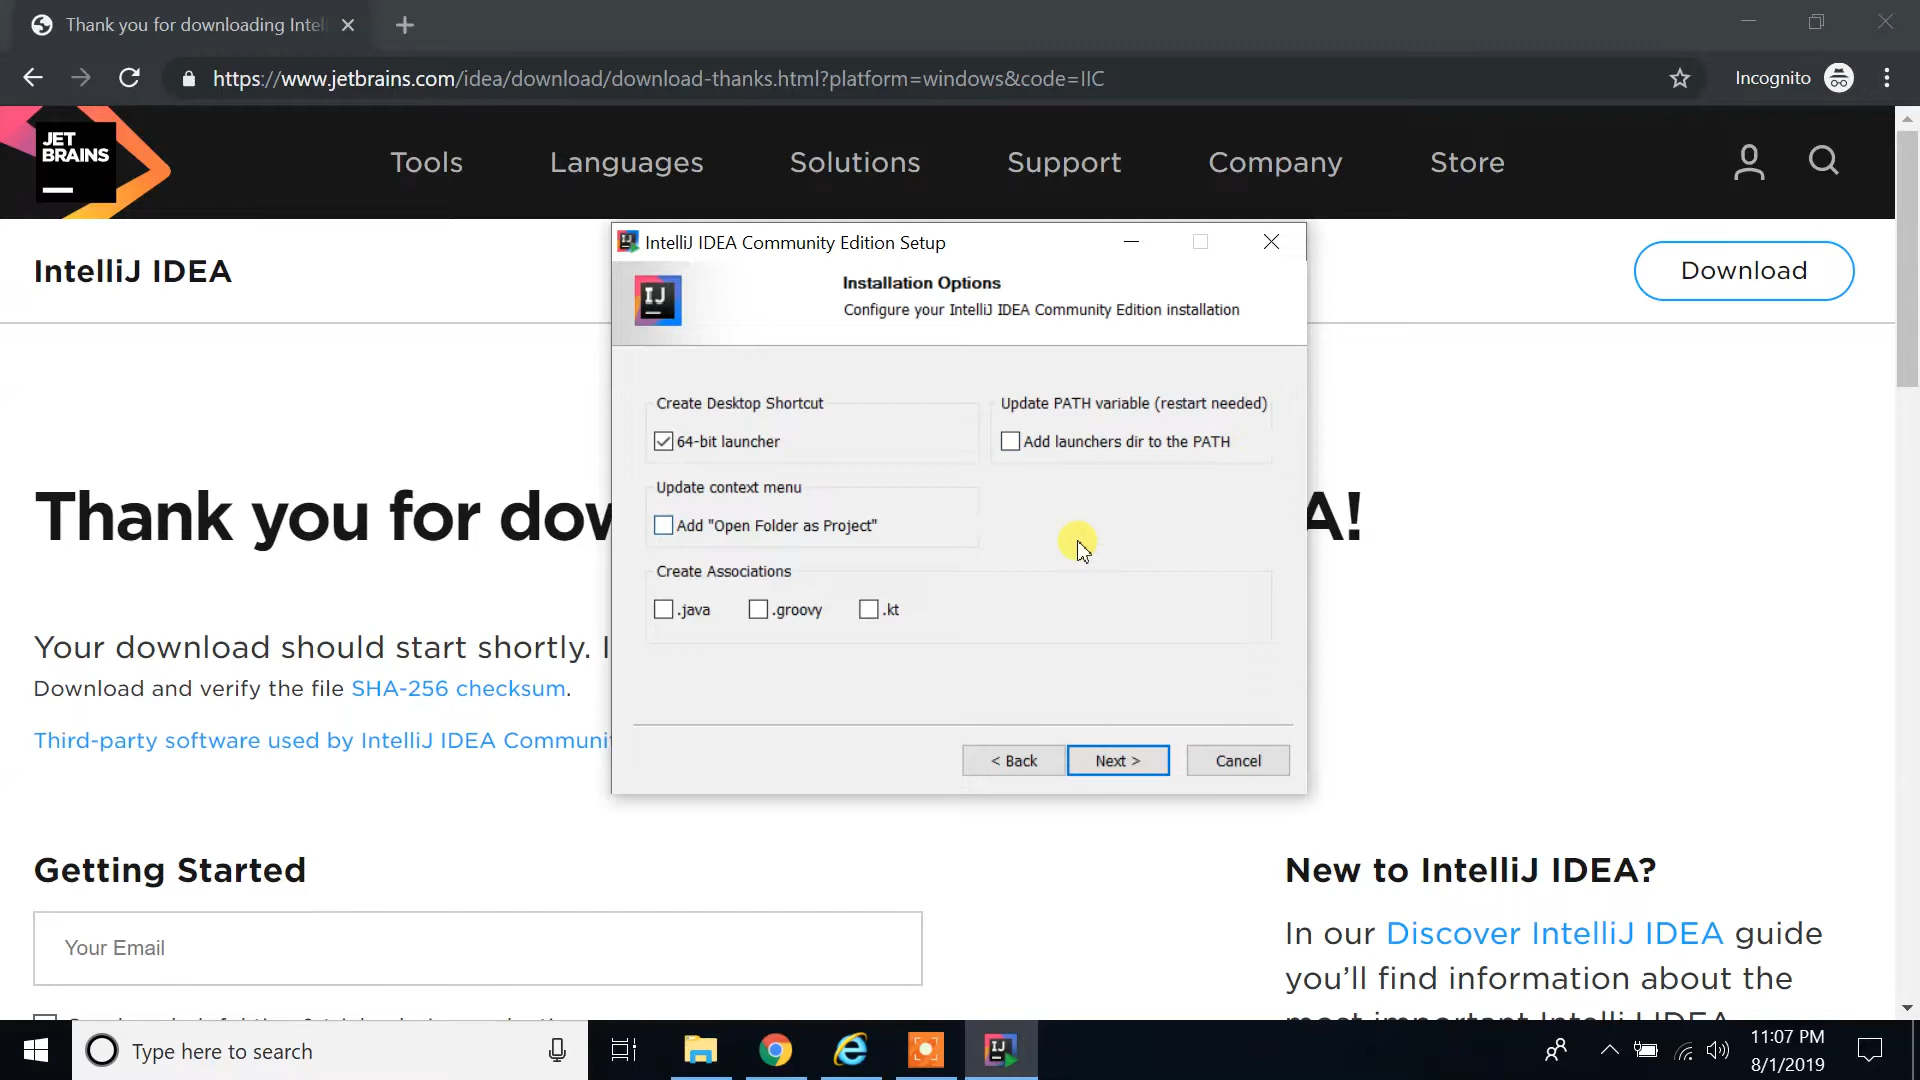 Thank you for downloading Intel
https://www.jetbrains.com/idea/download/download-thanks.html?platform=windows&code=IIC
Incognito
JET
BRAINS
Tools
Languages
Solutions
Support
Company
Store
IntelliJ IDEA
Download
IntelliJ IDEA Community Edition Setup
IJ
Installation Options
Configure your IntelliJ IDEA Community Edition installation
Create Desktop Shortcut
64-bit launcher
Update PATH variable (restart needed)
Add launchers dir to the PATH
Update context menu
Add "Open Folder as Project"
Create Associations
.java
.groovy
.kt
< Back
Next >
Cancel
Thank you for dow
A!
Your download should start shortly. I
Download and verify the file SHA-256 checksum.
Third-party software used by IntelliJ IDEA Communi
Getting Started
Your Email
New to IntelliJ IDEA?
In our Discover IntelliJ IDEA guide
you'll find information about the
most important IntelliJ IDEA
Type here to search
IJ
11:07 PM
8/1/2019